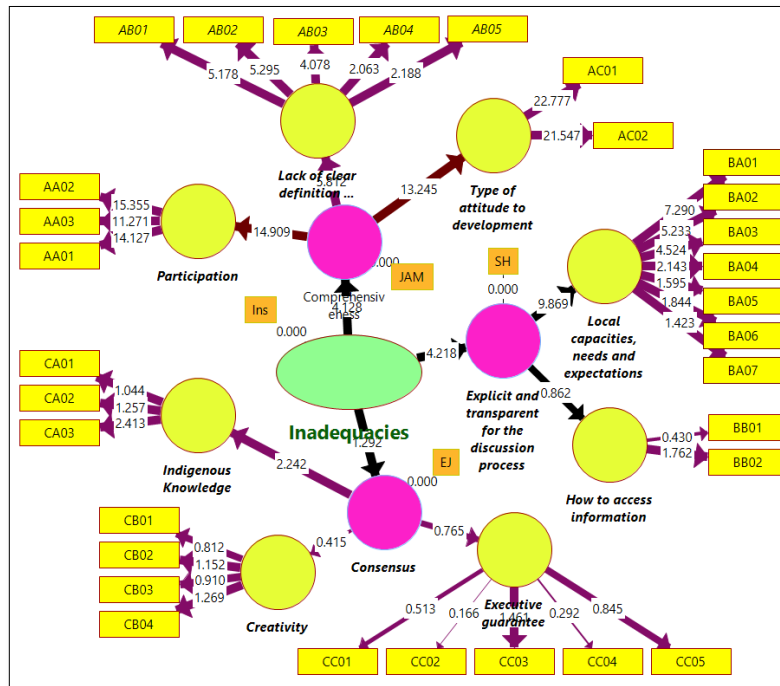 AB01
AB02
AB03
AB04
AB05
5.178
5.295
4.078
2.063
2.188
AC01
22.777
21.547
AC02
Lack of clear
definition ...
5.812
13.245
Type of
attitude to
development
AA02
AA03
AA01
15.355
11.271
14.127
Participation
14.909
0.000
JAM
Comprehensiv
eness
4.128
Ins
0.000
SH
0.000
BA01
BA02
BA03
BA04
BA05
BA06
BA07
7.290
5.233
4.524
2.143
1.595
1.844
1.423
9.869
Local
capacities,
needs and
expectations
4.218
Explicit and
transparent
for the
discussion
process
0.862
BB01
BB02
0.430
1.762
How to access
information
CA01
CA02
CA03
1.044
1.257
2.413
Indigenous
Knowledge
2.242
Inadequacies
1.292
EJ
0.000
Consensus
0.415
0.765
CB01
CB02
CB03
CB04
0.812
1.152
0.910
1.269
Creativity
Executive
guarantee
0.513
0.166
1.461
0.292
0.845
CC01
CC02
CC03
CC04
CC05